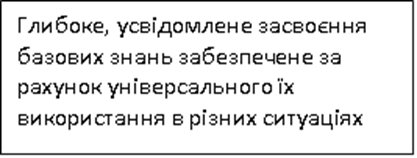 Глибоке, усвідомлене засвоєння
базових знань забезпечене за
рахунок універсального їх
використання в різних ситуаціях